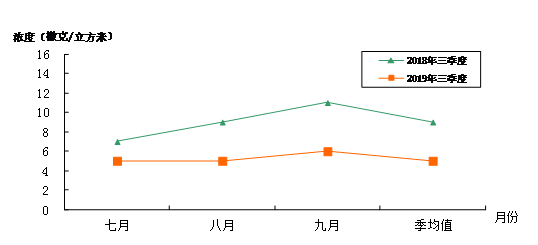 浓度（微克/立方米）
16
14
12
10
8
6
4
2
0
2018年三季度
2019年三季度
七月 八月 九月 季均值
月份